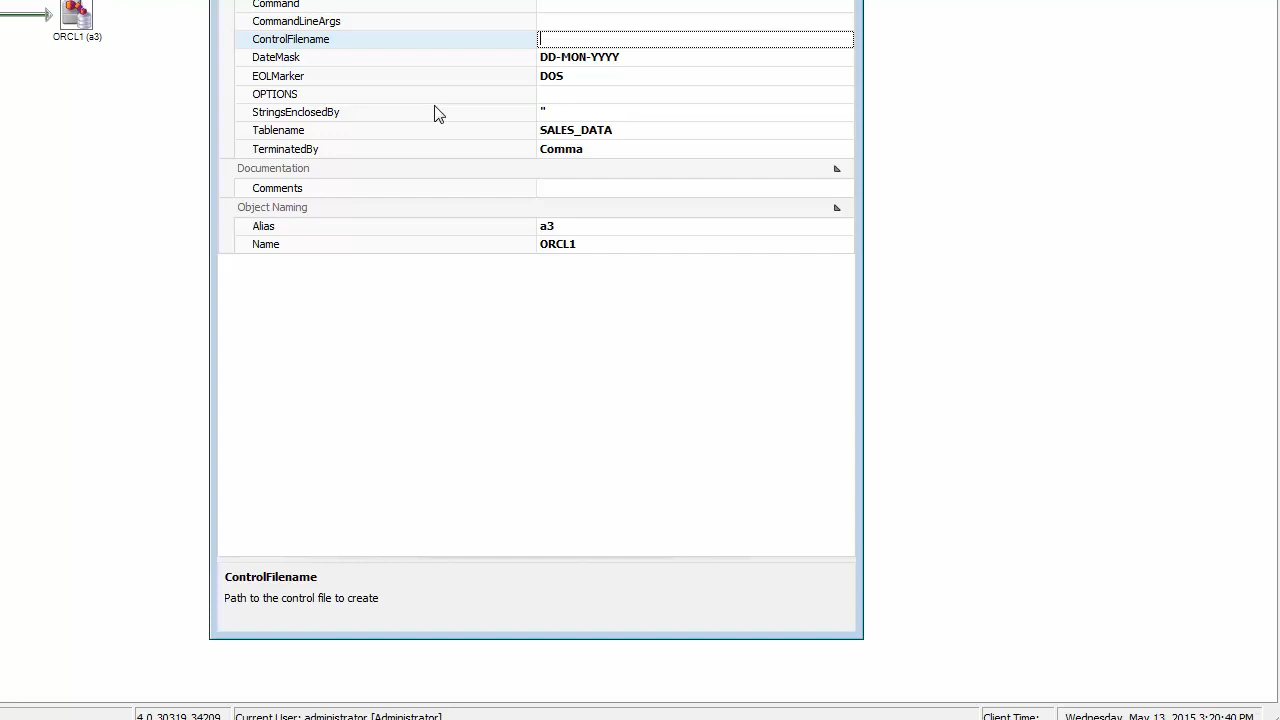 Command
ORCL1 (a3)
CommandLineArgs
ControlFilename
DateMask DD-MON-YYYY
EOLMarker DOS
OPTIONS
StringsEnclosedBy "
Tablename SALES_DATA
TerminatedBy Comma
Documentation
Comments
Object Naming
Alias a3
Name ORCL1
ControlFilename
Path to the control file to create
4.0.30319.34209 Current User: administrator [Administrator] Client Time: Wednesday, May 13, 2015 3:20:40 PM